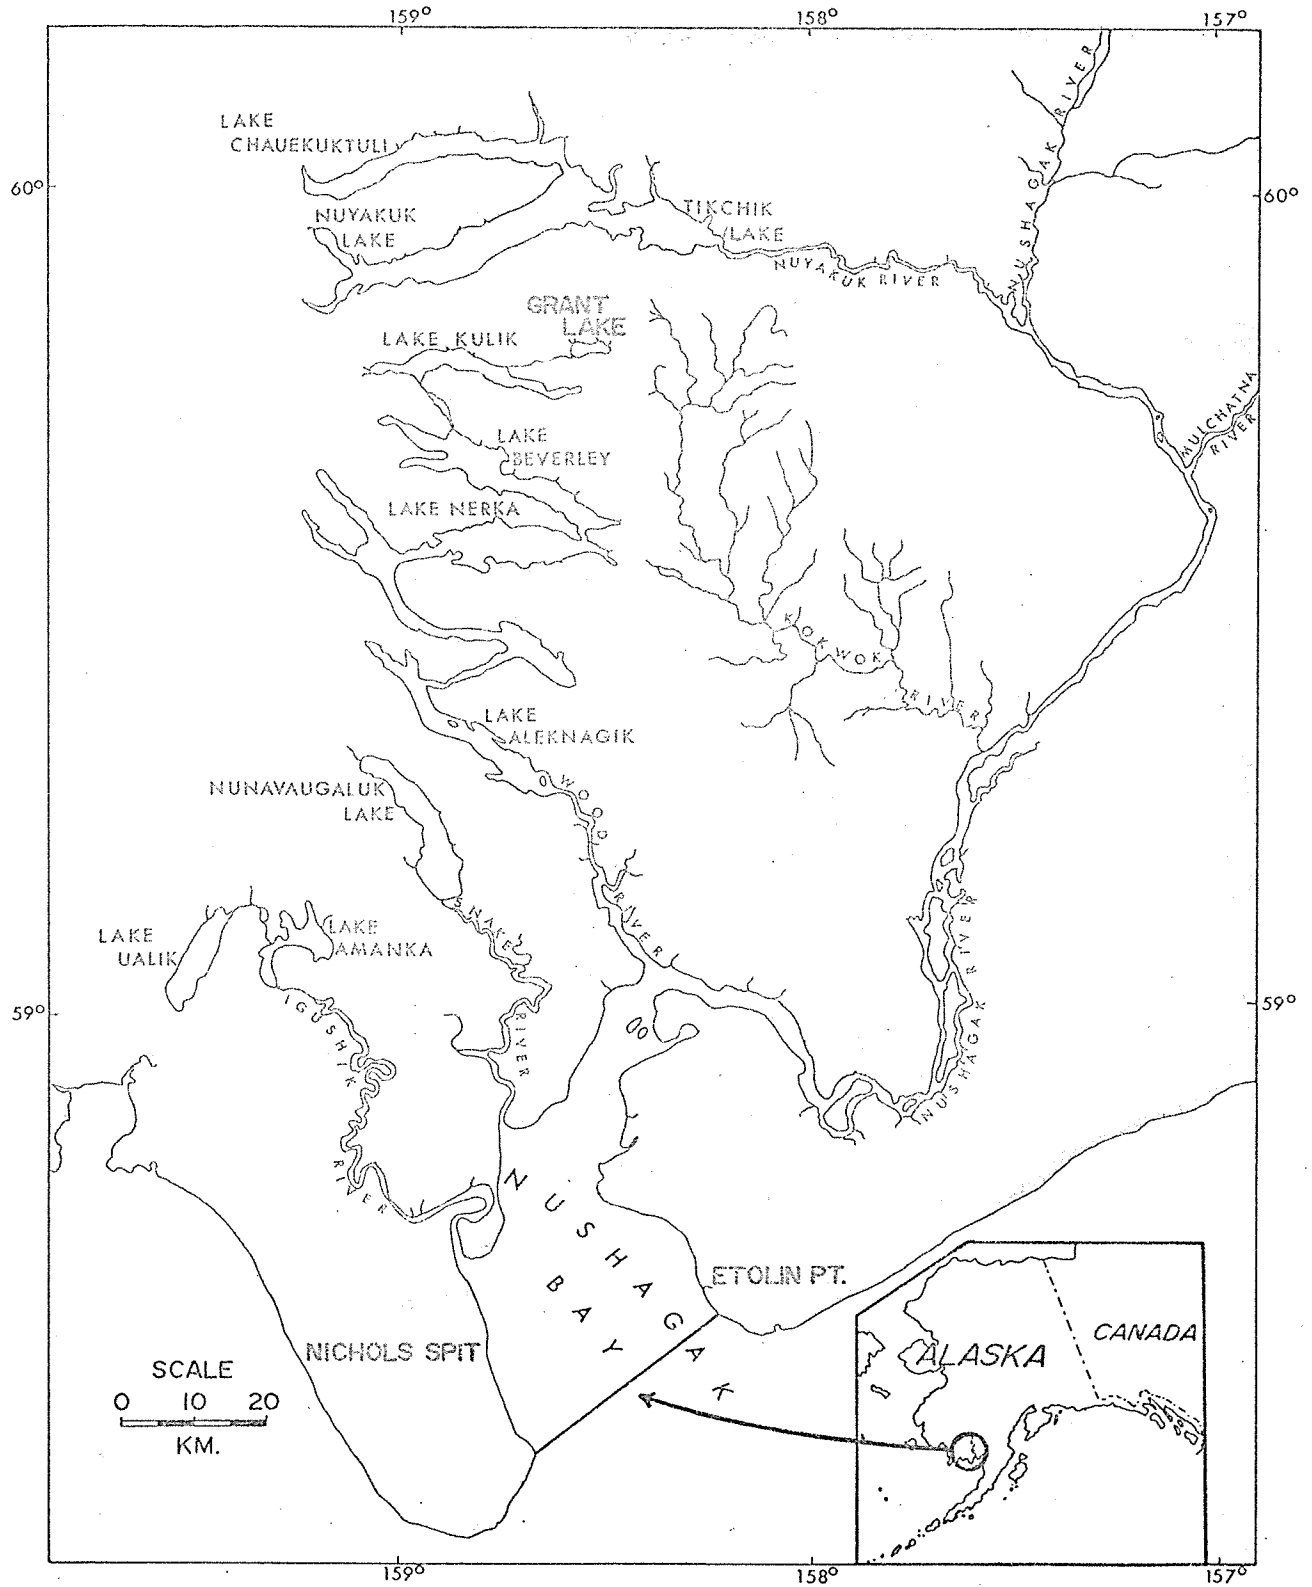 159° 158° 157°
NUSHAGAK RIVER
LAKE
CHAUEKUKTULI
60° 60°
NUYAKUK
LAKE
TIKCHIK
LAKE
NUYAKUK RIVER
GRANT
LAKE
LAKE KULIK
MULCHATNA
RIVER
LAKE
BEVERLEY
LAKE NERKA
KOKWOK RIVER
LAKE
ALEKNAGIK
WOOD RIVER
NUNAVAUGALUK
LAKE
SNAKE RIVER
LAKE
UALIK
LAKE
AMANKA
NUSHAGAK RIVER
IGUSHIK RIVER
59° 59°
NUSHAGAK
BAY
ETOLIN PT.
NICHOLS SPIT
SCALE
0 10 20
KM.
ALASKA
CANADA
159° 158° 157°